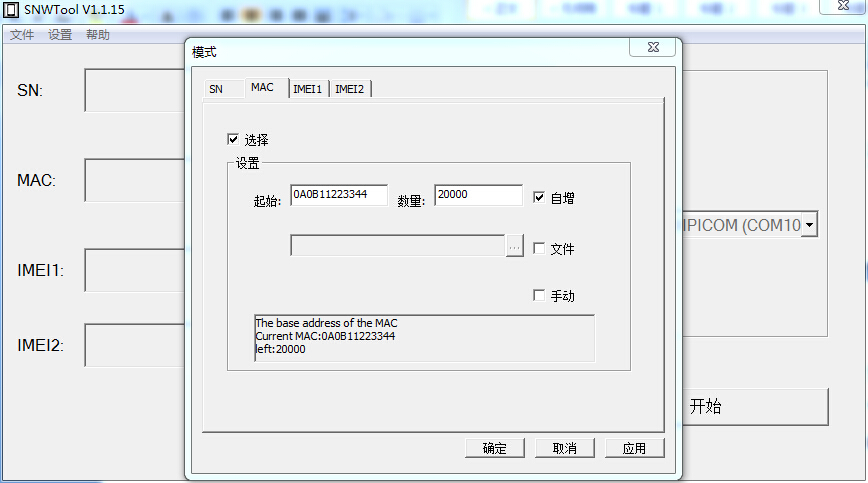 SNWTool V1.1.15
文件 设置 帮助
模式
SN MAC IMEI1 IMEI2
选择
设置
起始: 0A0B11223344 数量: 20000 自增
... 文件
手动
The base address of the MAC
Current MAC:0A0B11223344
left:20000
确定 取消 应用
SN:
MAC:
IMEI1:
IMEI2:
IPICOM (COM10
开始